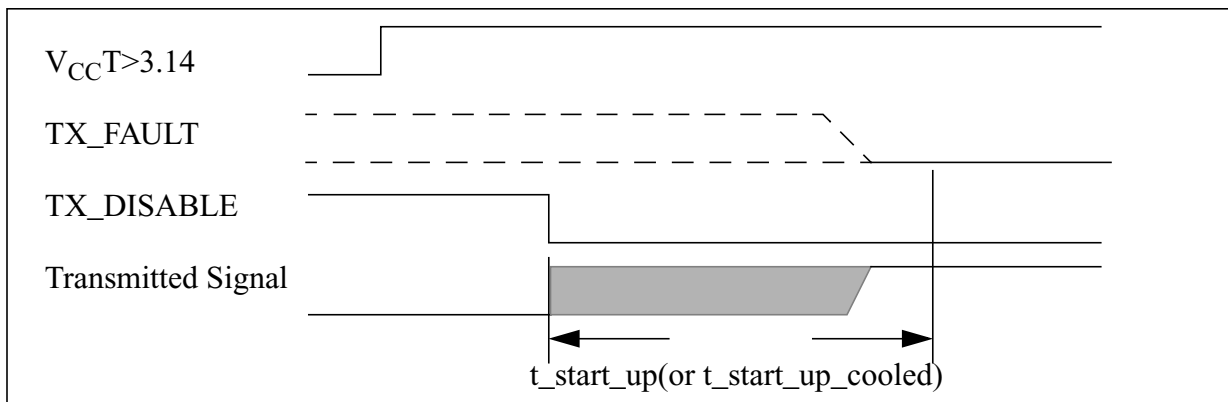 VCCT>3.14
TX_FAULT
TX_DISABLE
Transmitted Signal
t_start_up(or t_start_up_cooled)